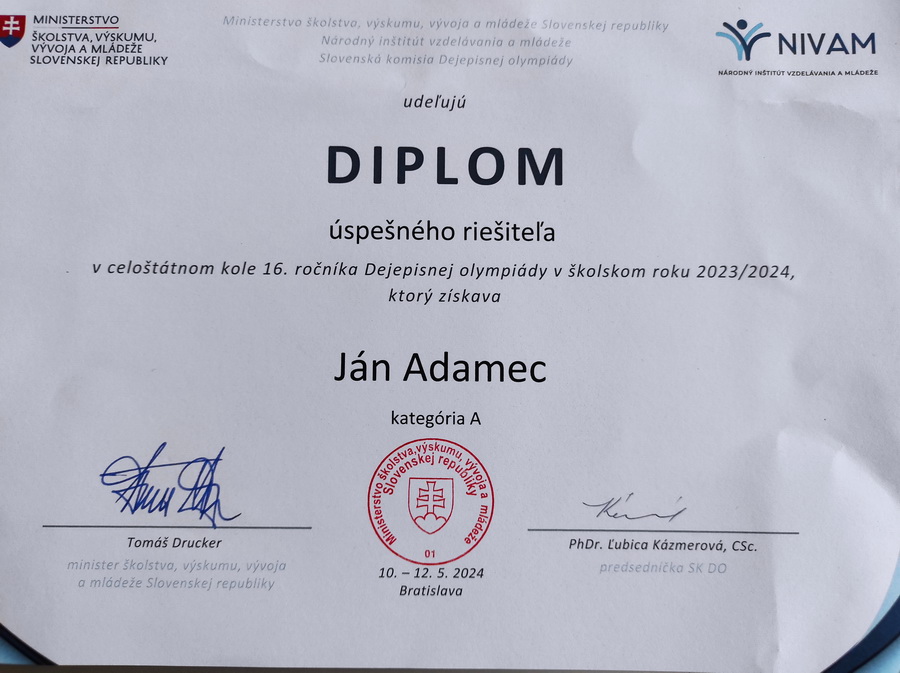 MINISTERSTVO
ŠKOLSTVA, VÝSKUMU,
VÝVOJA A MLÁDEŽE
SLOVENSKEJ REPUBLIKY
Ministerstvo školstva, výskumu, vývoja a mládeže Slovenskej republiky
Národný inštitút vzdelávania a mládeže
Slovenská komisia Dejepisnej olympiády
NIVAM
NÁRODNÝ INŠTITÚT VZDELÁVANIA A MLÁDEŽE
udeľujú
DIPLOM
úspešného riešiteľa
v celoštátnom kole 16. ročníka Dejepisnej olympiády v školskom roku 2023/2024,
ktorý získava
Ján Adamec
kategória A
Ministerstvo školstva, výskumu, vývoja a mládeže
Slovenskej republiky
01
Tomáš Drucker
minister školstva, výskumu, vývoja
a mládeže Slovenskej republiky
10. – 12. 5. 2024
Bratislava
PhDr. Ľubica Kázmerová, CSc.
predsedníčka SK DO